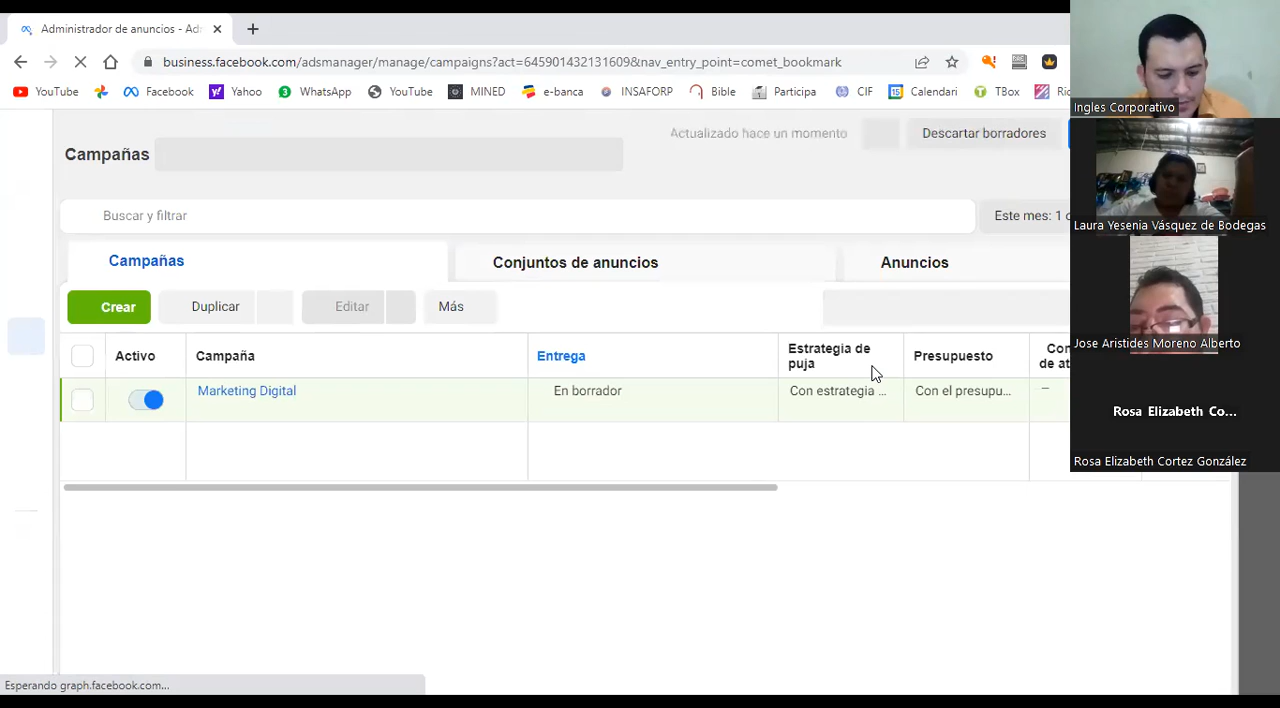 Administrador de anuncios - Ad
business.facebook.com/adsmanager/manage/campaigns?act=645901432131609&nav_entry_point=comet_bookmark
YouTube
Facebook
Yahoo
WhatsApp
YouTube
MINED
e-banca
INSAFORP
Bible
Participa
CIF
Calendari
TBox
Ingles Corporativo
Actualizado hace un momento
Descartar borradores
Campañas
Buscar y filtrar
Este mes: 1
Laura Yesenia Vásquez de Bodegas
Campañas
Conjuntos de anuncios
Anuncios
Crear
Duplicar
Editar
Más
Jose Aristides Moreno Alberto
Activo
Campaña
Entrega
Estrategia de
puja
Presupuesto
Con
de at
Marketing Digital
En borrador
Con estrategia ...
Con el presupu...
—
Rosa Elizabeth Co...
Rosa Elizabeth Cortez González
Esperando graph.facebook.com...